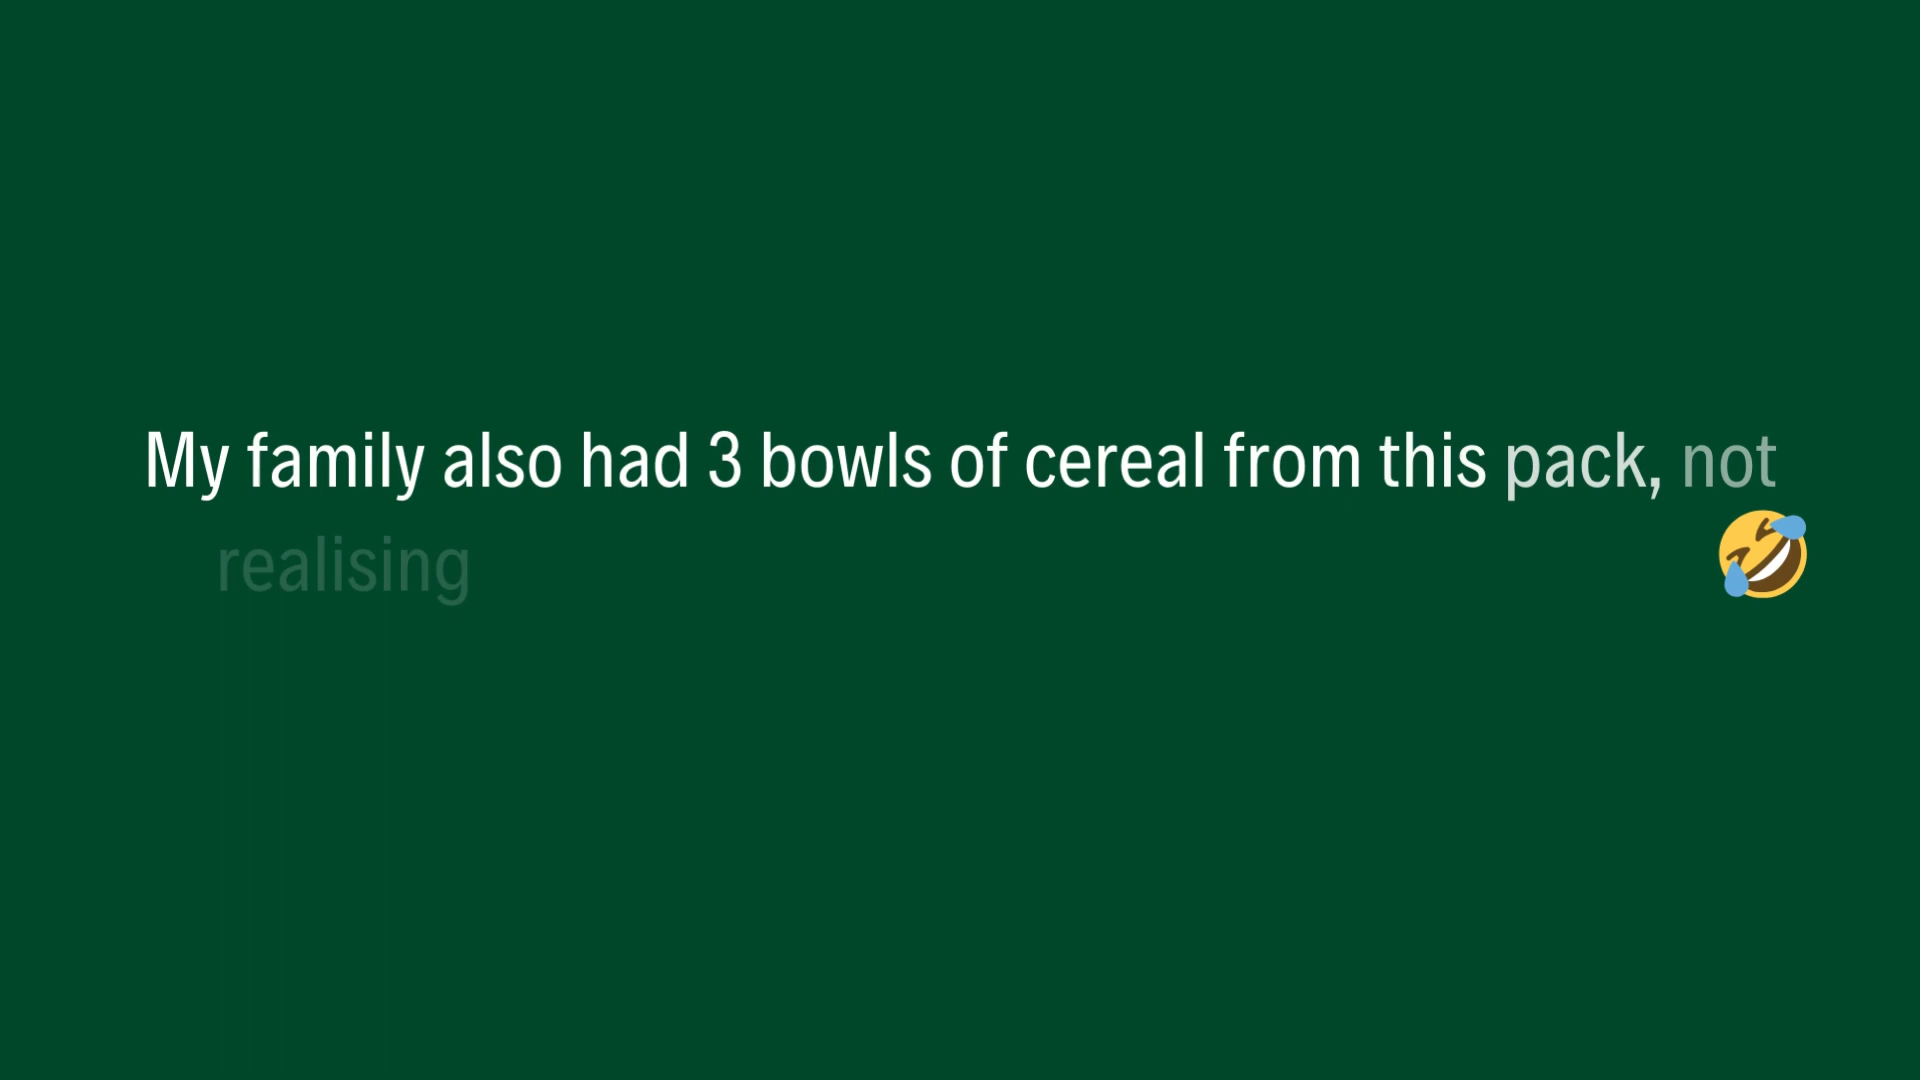 My family also had 3 bowls of cereal from this pack, not
realising 🤣